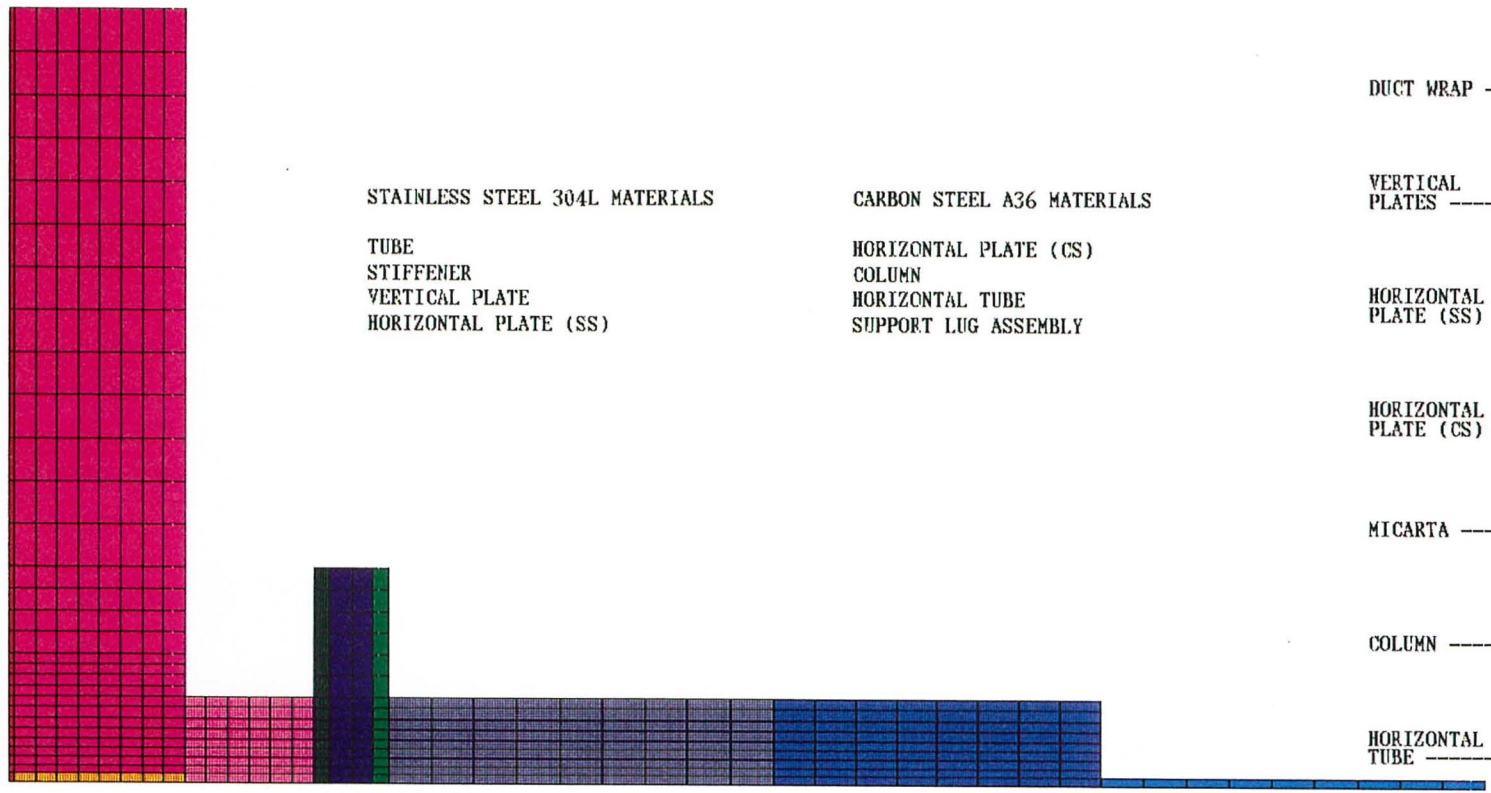 STAINLESS STEEL 304L MATERIALS
TUBE
STIFFENER
VERTICAL PLATE
HORIZONTAL PLATE (SS)
CARBON STEEL A36 MATERIALS
HORIZONTAL PLATE (CS)
COLUMN
HORIZONTAL TUBE
SUPPORT LUG ASSEMBLY
DUCT WRAP -
VERTICAL
PLATES ----
HORIZONTAL
PLATE (SS)
HORIZONTAL
PLATE (CS)
MICARTA ---
COLUMN ----
HORIZONTAL
TUBE ------